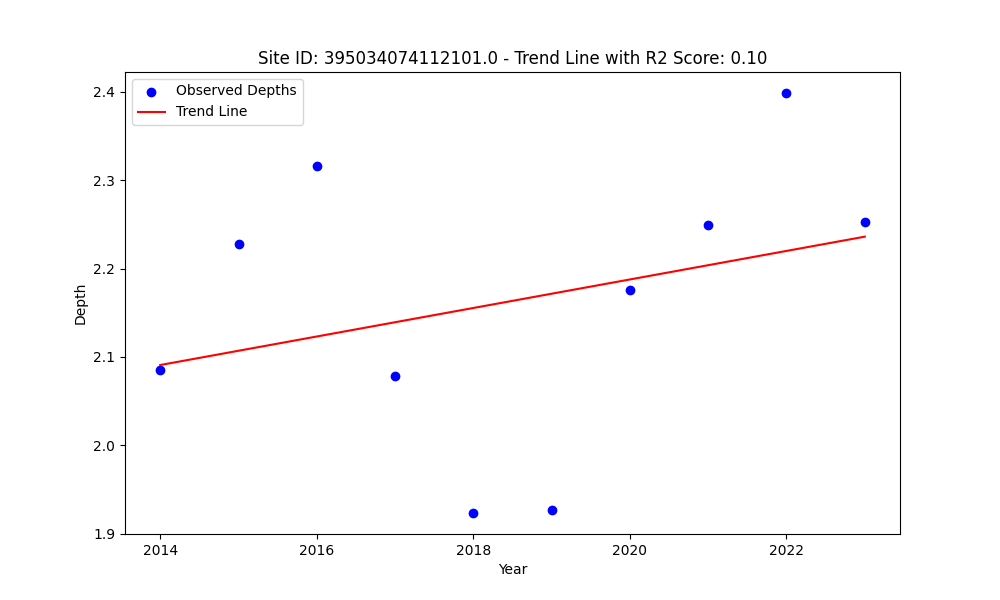 Site ID: 395034074112101.0 - Trend Line with R2 Score: 0.10
Observed Depths
Trend Line
2.4
2.3
2.2
2.1
2.0
1.9
Depth
2014 2016 2018 2020 2022
Year